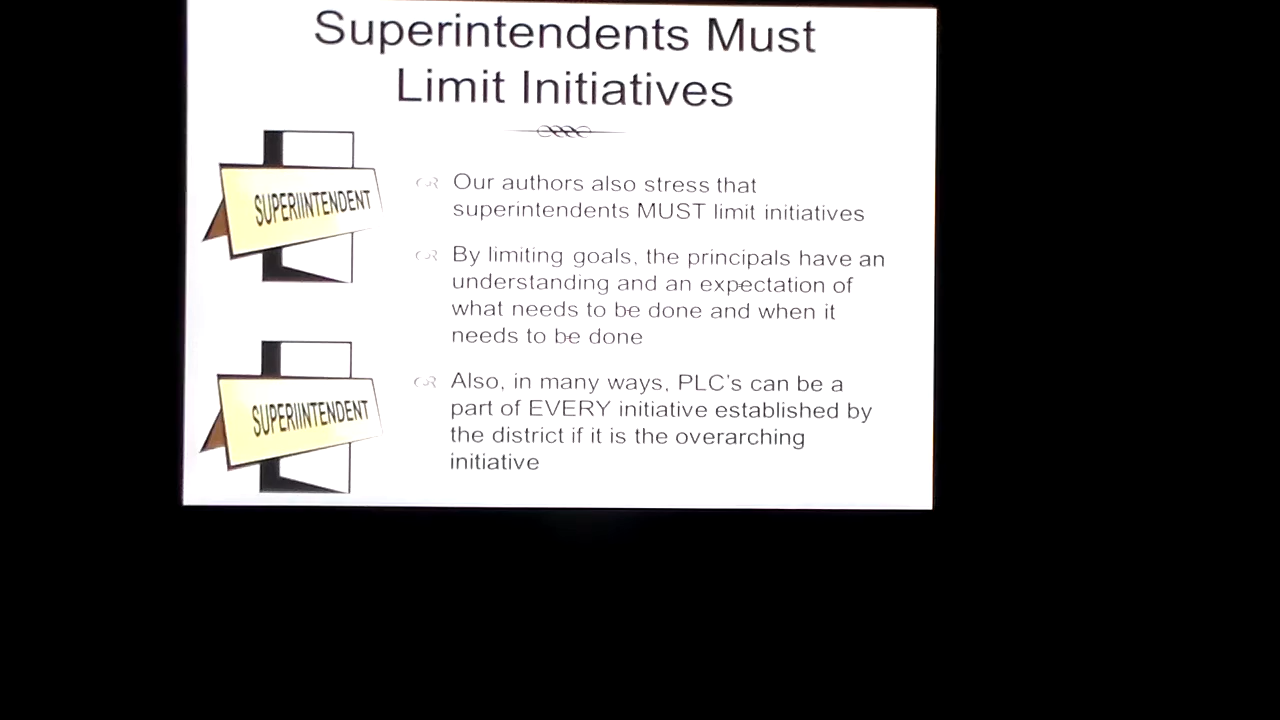 Superintendents Must
Limit Initiatives
SUPERIINTENDENT
Our authors also stress that
superintendents MUST limit initiatives
By limiting goals, the principals have an
understanding and an expectation of
what needs to be done and when it
needs to be done
SUPERIINTENDENT
Also, in many ways, PLC's can be a
part of EVERY initiative established by
the district if it is the overarching
initiative